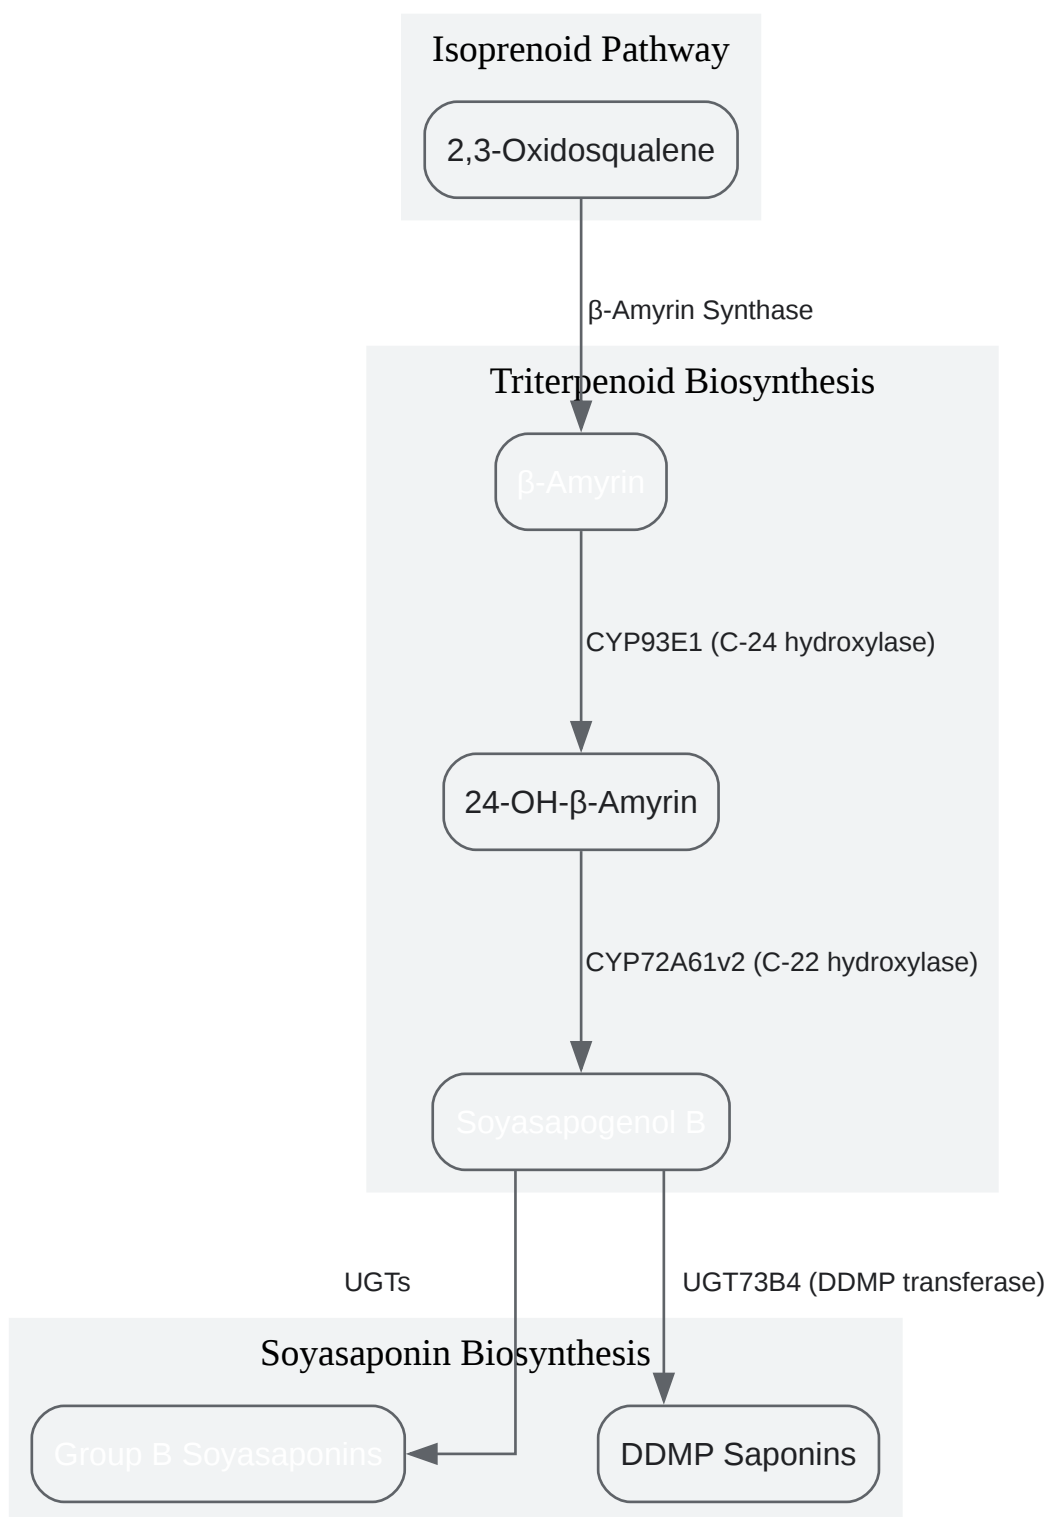 Isoprenoid Pathway
2,3-Oxidosqualene
β-Amyrin Synthase
Triterpenoid Biosynthesis
β-Amyrin
CYP93E1 (C-24 hydroxylase)
24-OH-β-Amyrin
CYP72A61v2 (C-22 hydroxylase)
Soyasapogenol B
UGTs
UGT73B4 (DDMP transferase)
Soyasaponin Biosynthesis
Group B Soyasaponins
DDMP Saponins